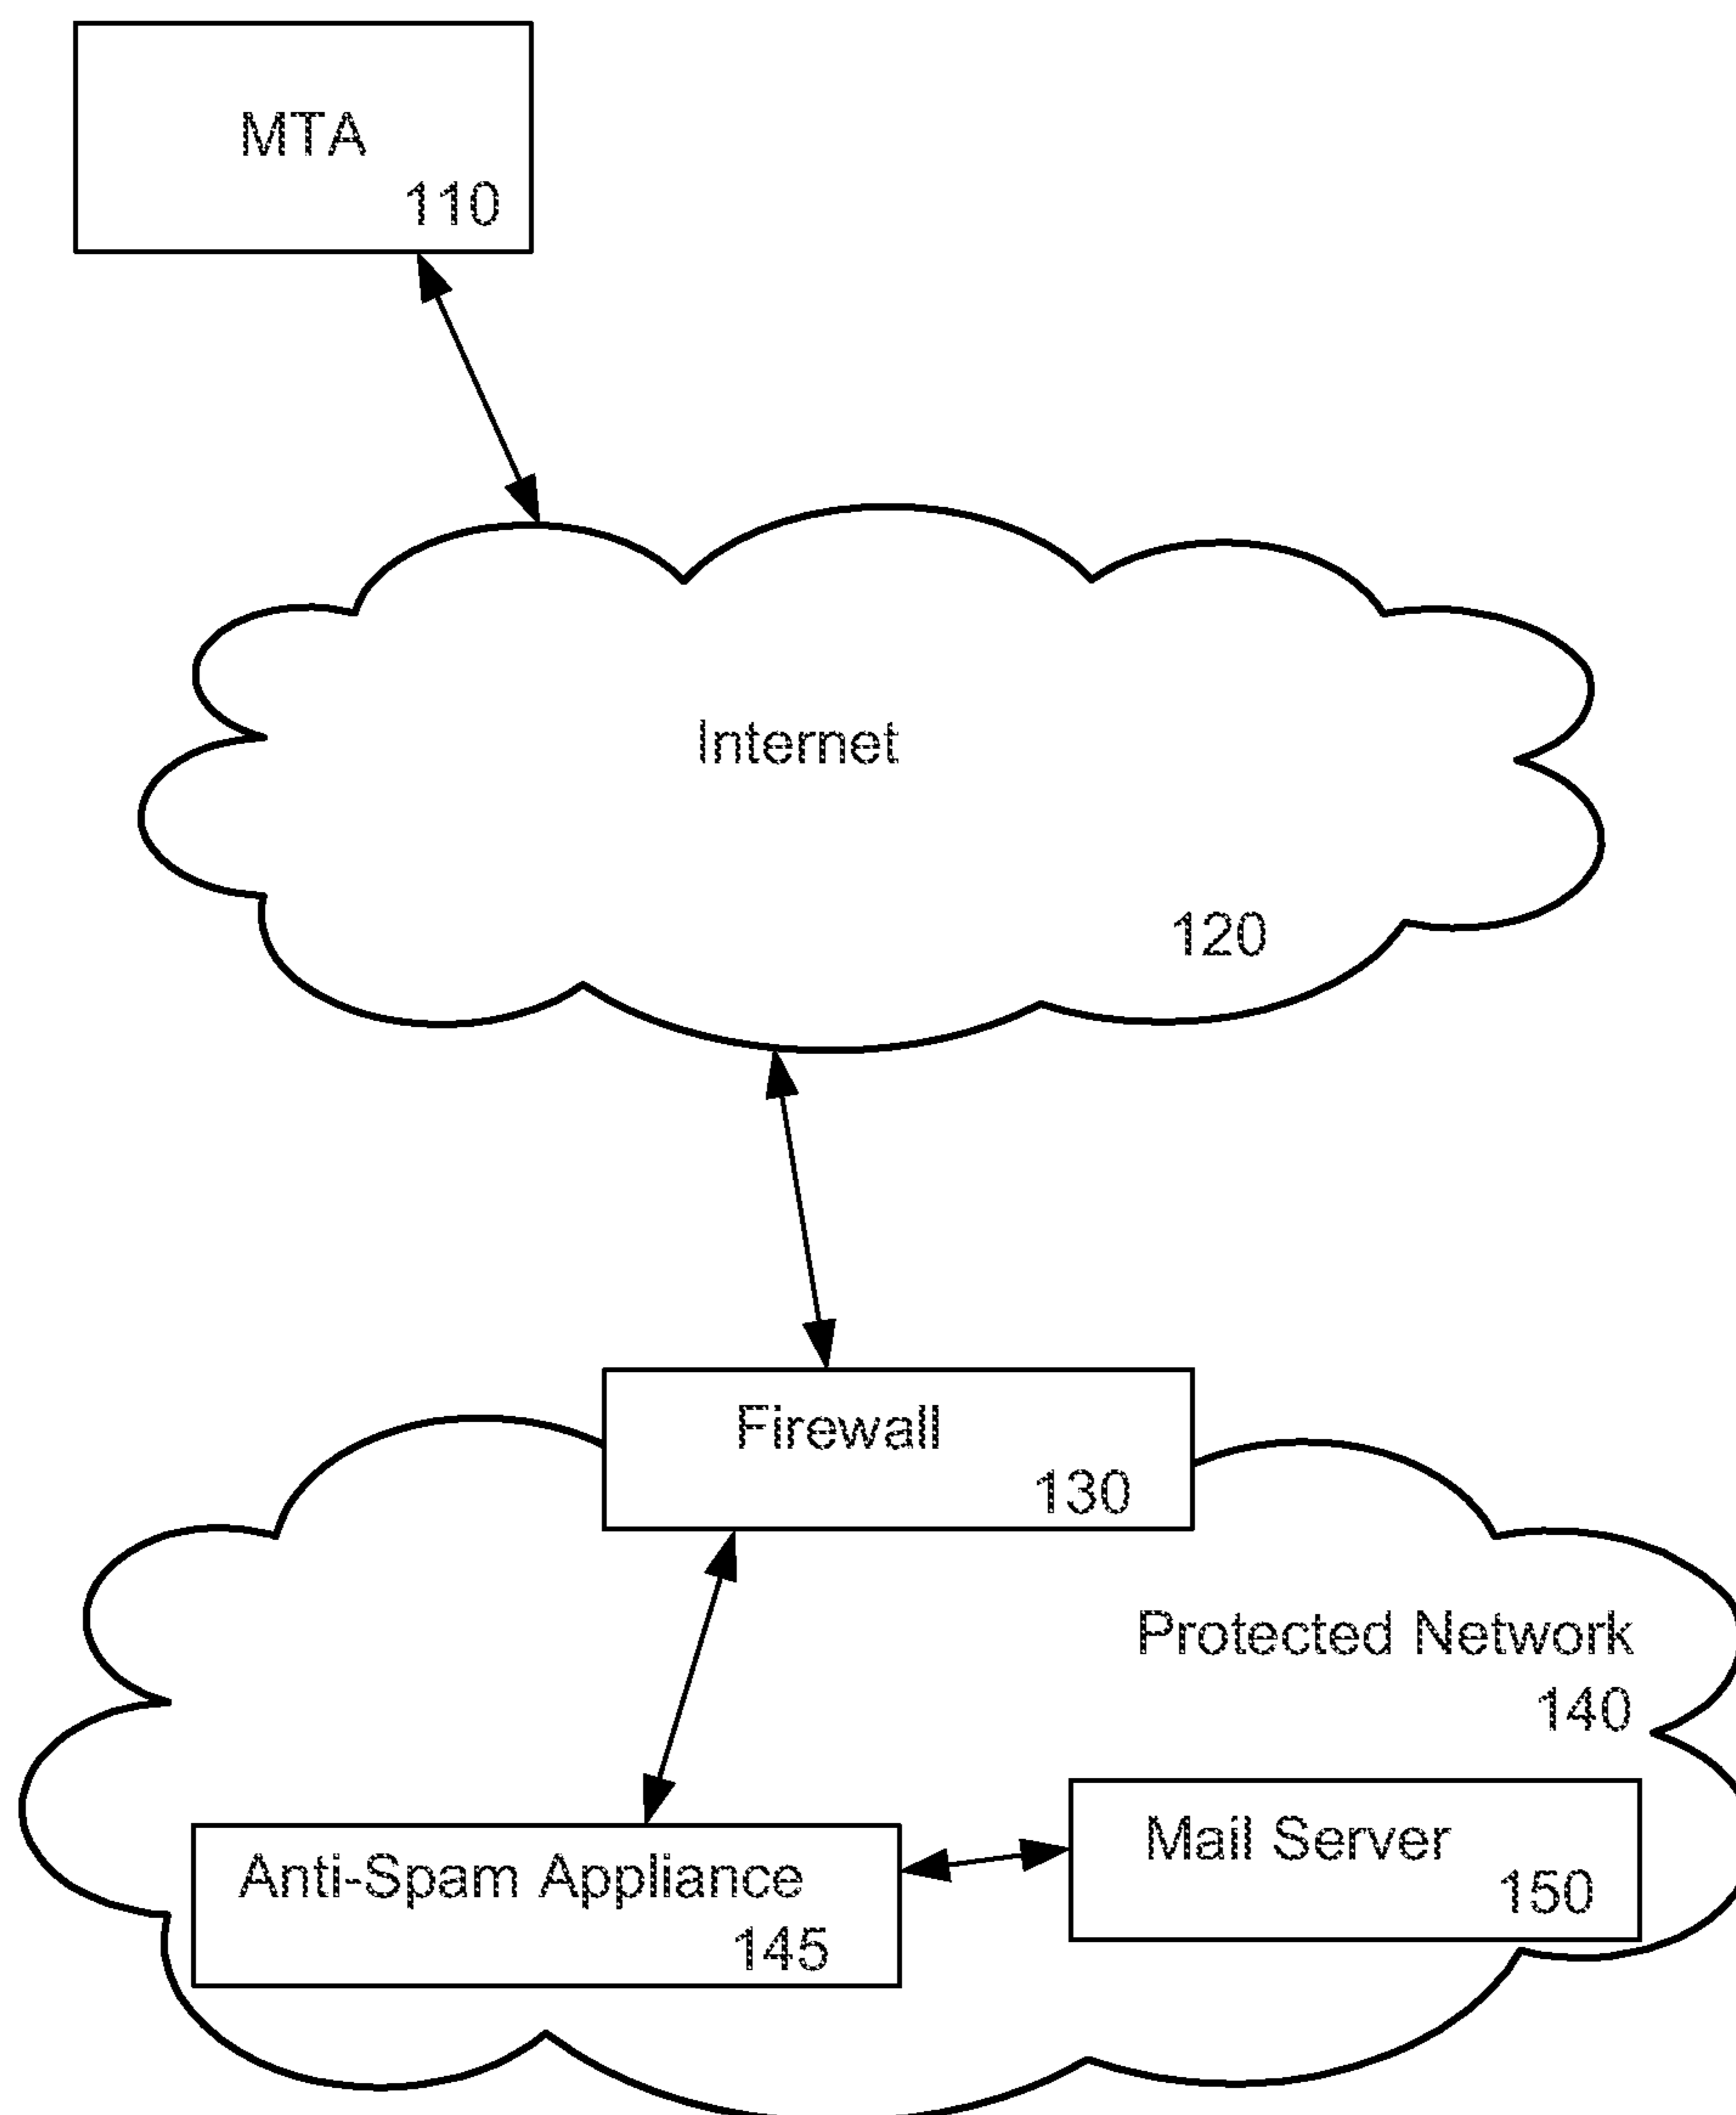 MTA
110
Internet
120
Firewall
130
Protected Network
140
Mail Server
150
Anti-Spam Appliance
145